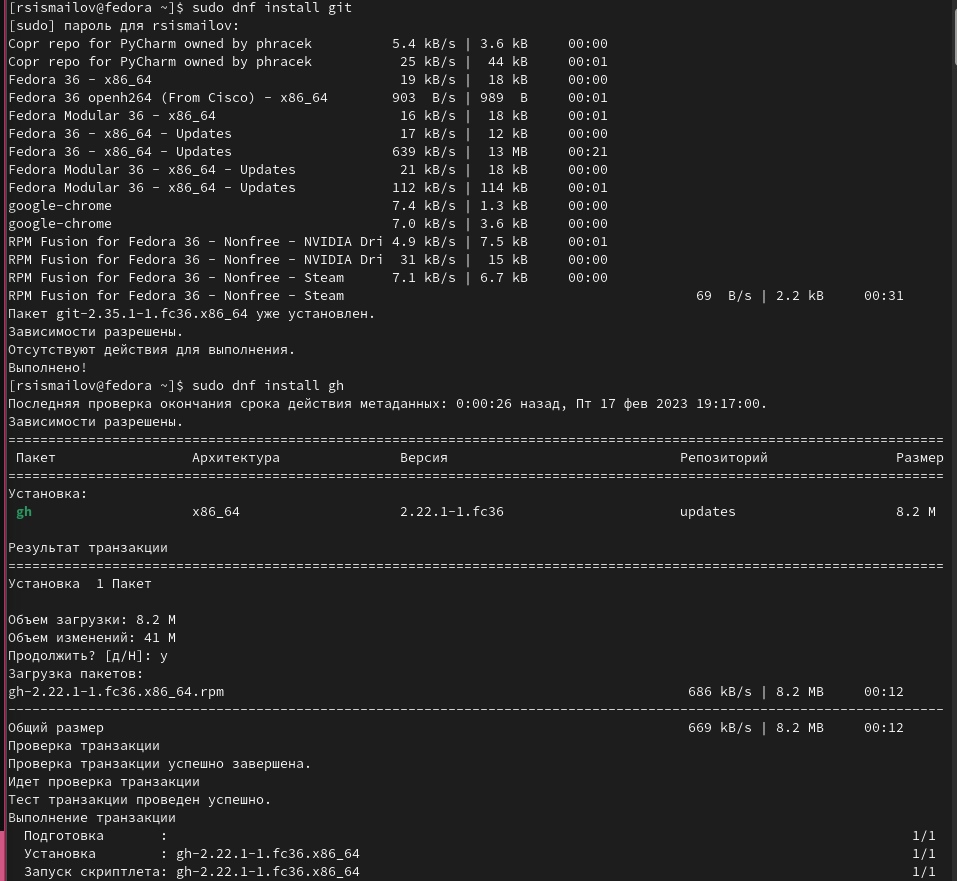 [rsismailov@fedora ~]$ sudo dnf install git
[sudo] пароль для rsismailov:
Copr repo for PyCharm owned by phracek          5.4 kB/s | 3.6 kB     00:00
Copr repo for PyCharm owned by phracek           25 kB/s |  44 kB     00:01
Fedora 36 - x86_64                               19 kB/s |  18 kB     00:00
Fedora 36 openh264 (From Cisco) - x86_64        903  B/s | 989  B     00:01
Fedora Modular 36 - x86_64                       16 kB/s |  18 kB     00:01
Fedora 36 - x86_64 - Updates                     17 kB/s |  12 kB     00:00
Fedora 36 - x86_64 - Updates                    639 kB/s |  13 MB     00:21
Fedora Modular 36 - x86_64 - Updates             21 kB/s |  18 kB     00:00
Fedora Modular 36 - x86_64 - Updates            112 kB/s | 114 kB     00:01
google-chrome                                   7.4 kB/s | 1.3 kB     00:00
google-chrome                                   7.0 kB/s | 3.6 kB     00:00
RPM Fusion for Fedora 36 - Nonfree - NVIDIA Dri 4.9 kB/s | 7.5 kB     00:01
RPM Fusion for Fedora 36 - Nonfree - NVIDIA Dri  31 kB/s |  15 kB     00:00
RPM Fusion for Fedora 36 - Nonfree - Steam      7.1 kB/s | 6.7 kB     00:00
RPM Fusion for Fedora 36 - Nonfree - Steam                                            69  B/s | 2.2 kB     00:31
Пакет git-2.35.1-1.fc36.x86_64 уже установлен.
Зависимости разрешены.
Отсутствуют действия для выполнения.
Выполнено!
[rsismailov@fedora ~]$ sudo dnf install gh
Последняя проверка окончания срока действия метаданных: 0:00:26 назад, Пт 17 фев 2023 19:17:00.
Зависимости разрешены.
=====================================================================================================================
 Пакет                 Архитектура               Версия                             Репозиторий                Размер
=====================================================================================================================
Установка:
 gh                    x86_64                    2.22.1-1.fc36                      updates                    8.2 M

Результат транзакции
=====================================================================================================================
Установка  1 Пакет

Объем загрузки: 8.2 M
Объем изменений: 41 M
Продолжить? [д/Н]: y
Загрузка пакетов:
gh-2.22.1-1.fc36.x86_64.rpm                                                          686 kB/s | 8.2 MB     00:12
---------------------------------------------------------------------------------------------------------------------
Общий размер                                                                         669 kB/s | 8.2 MB     00:12
Проверка транзакции
Проверка транзакции успешно завершена.
Идет проверка транзакции
Тест транзакции проведен успешно.
Выполнение транзакции
  Подготовка       :                                                                                             1/1
  Установка        : gh-2.22.1-1.fc36.x86_64                                                                     1/1
  Запуск скриптлета: gh-2.22.1-1.fc36.x86_64                                                                     1/1